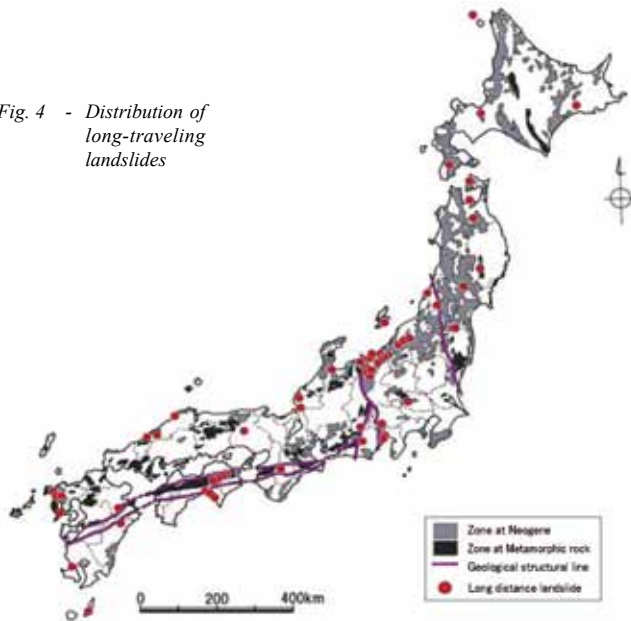 Fig. 4 - Distribution of
long-traveling
landslides
Zone at Neogene
Zone at Metamorphic rock
Geological structural line
Long distance landslide
0 200 400km